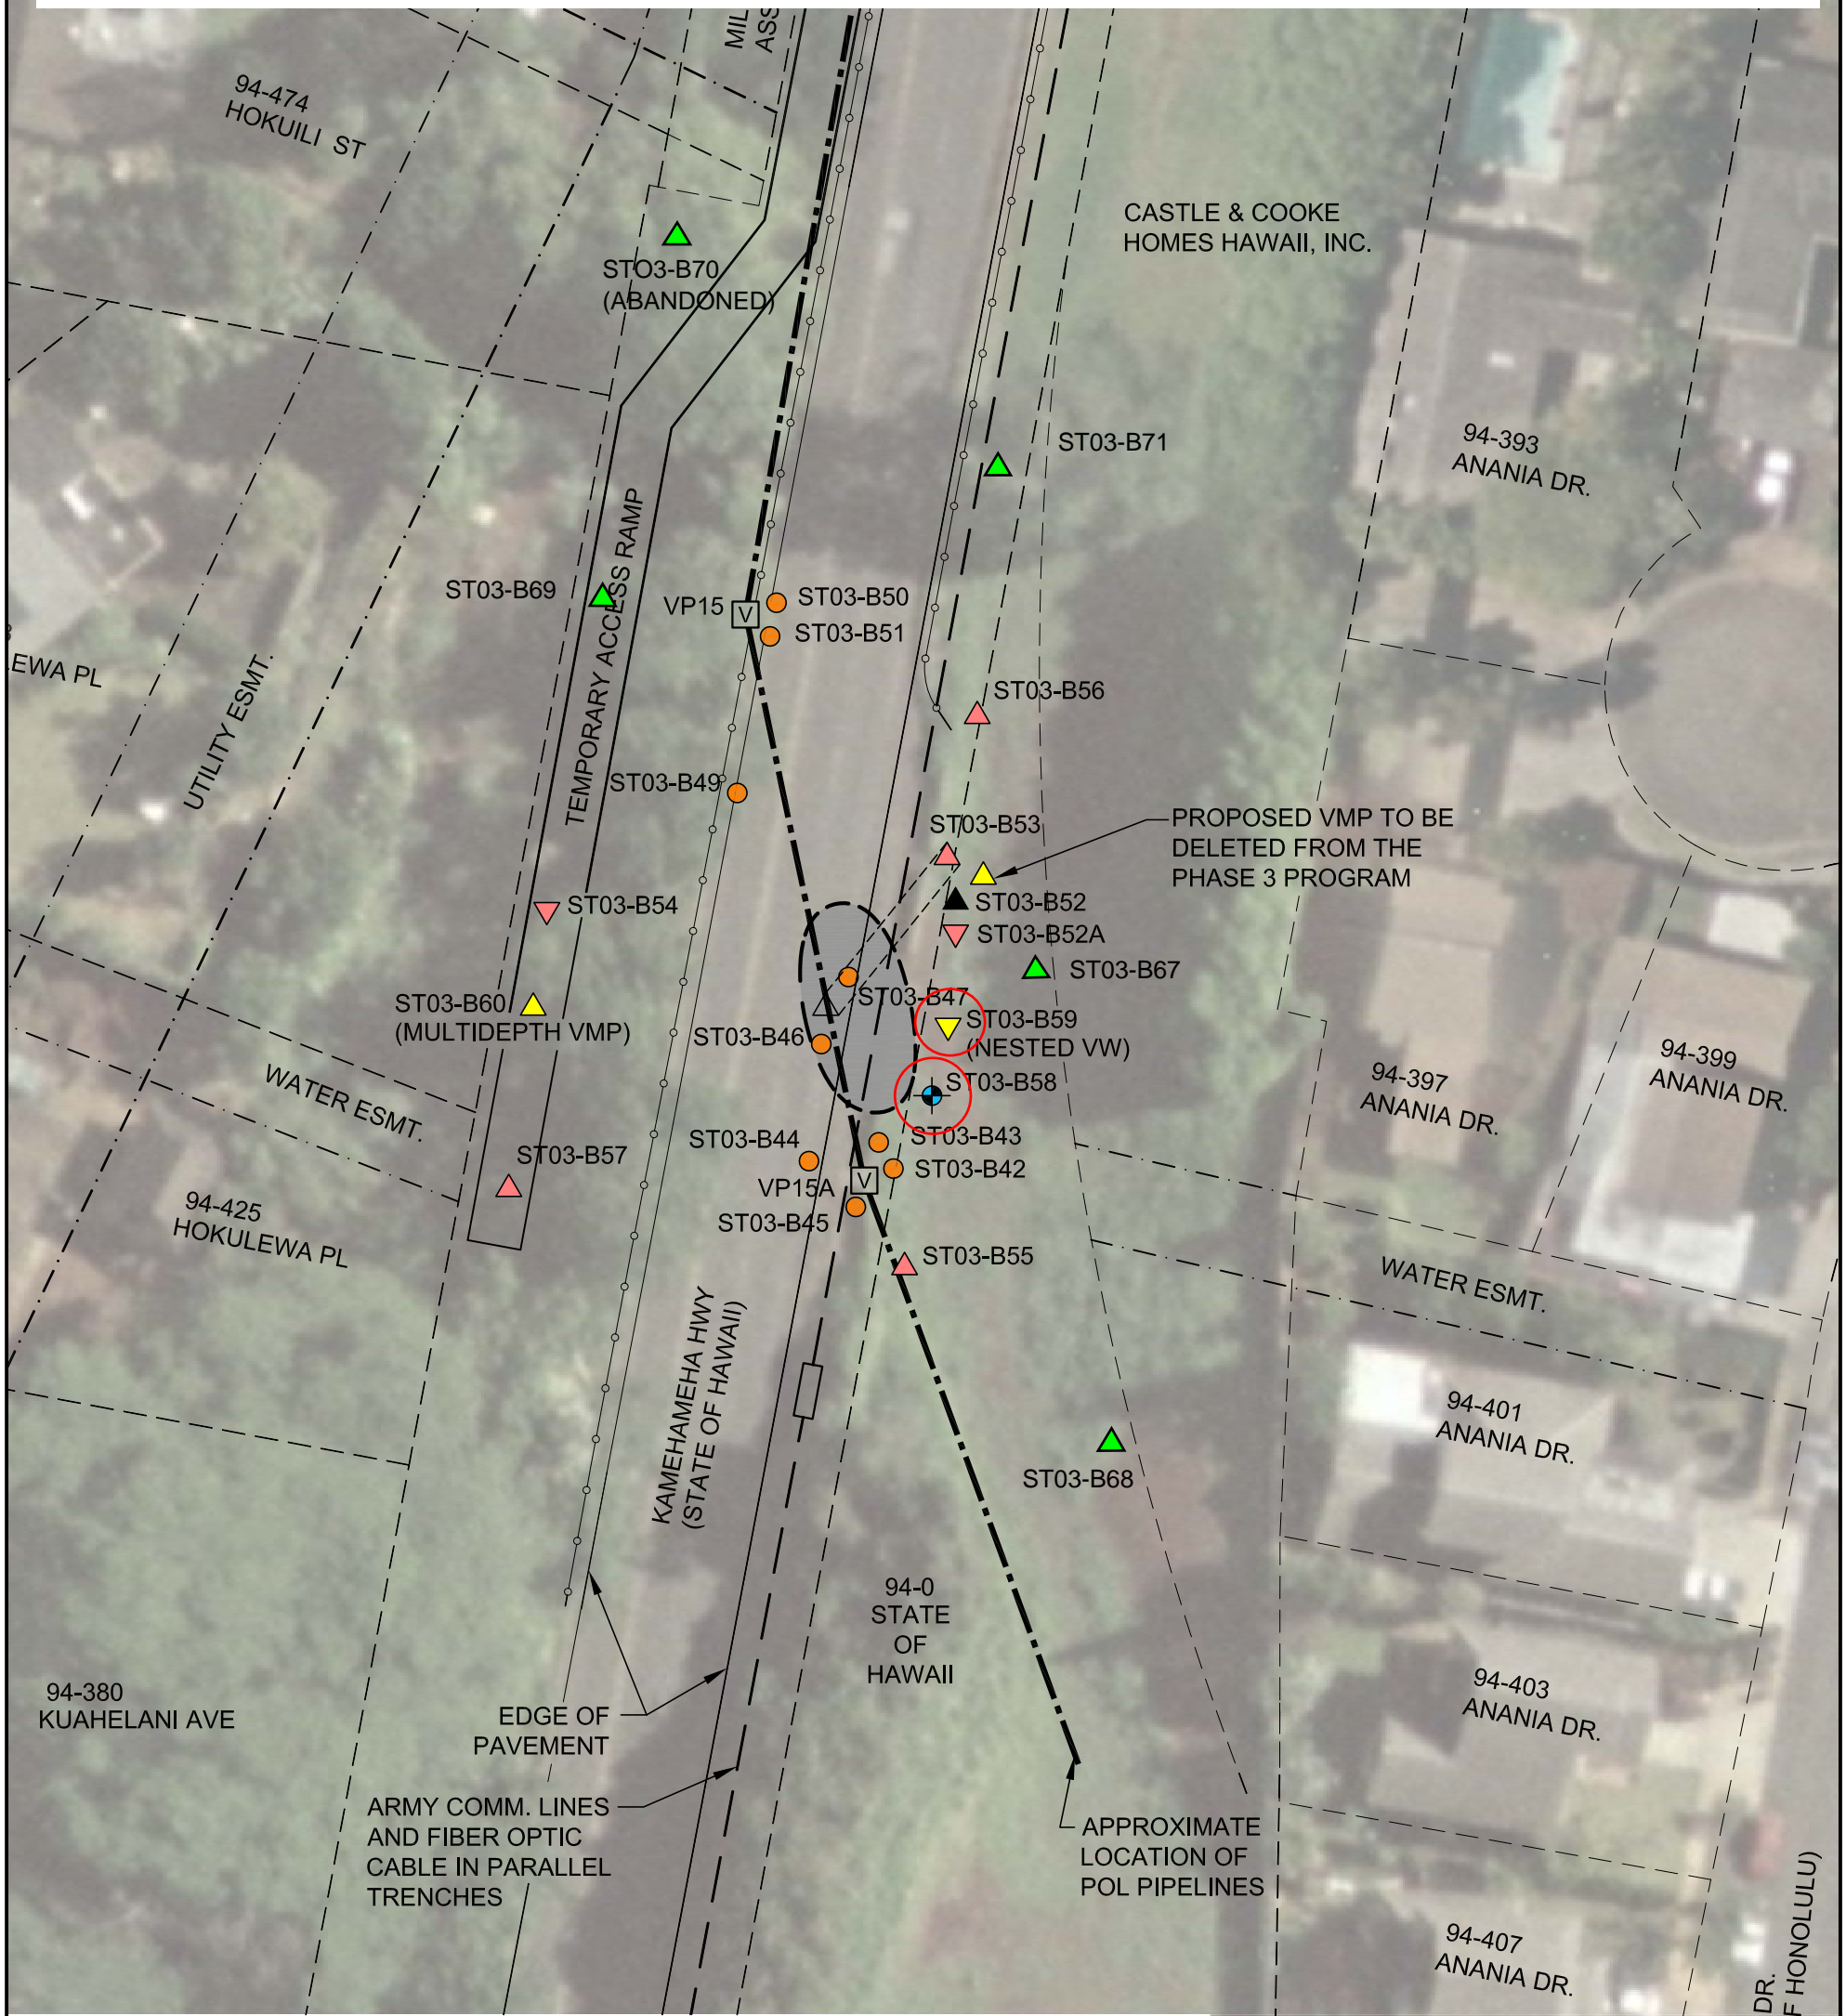 MIL
ASS
94-474
HOKUILI ST
CASTLE & COOKE
HOMES HAWAII, INC.
STO3-B70
(ABANDONED)
ST03-B71
94-393
ANANIA DR.
TEMPORARY ACCESS RAMP
ST03-B69
VP15
V
ST03-B50
ST03-B51
EWA PL
UTILITY ESMT.
ST03-B56
ST03-B49
ST03-B53
PROPOSED VMP TO BE
DELETED FROM THE
PHASE 3 PROGRAM
ST03-B54
ST03-B52
ST03-B52A
ST03-B67
ST03-B60
(MULTIDEPTH VMP)
ST03-B47
ST03-B46
ST03-B59
(NESTED VW)
ST03-B58
94-397
ANANIA DR.
94-399
ANANIA DR.
WATER ESMT.
ST03-B44
ST03-B43
ST03-B42
ST03-B57
VP15A
V
ST03-B45
94-425
HOKULEWA PL
ST03-B55
WATER ESMT.
KAMEHAMEHA HWY
(STATE OF HAWAII)
94-401
ANANIA DR.
ST03-B68
94-0
STATE
OF
HAWAII
94-380
KUAHELANI AVE
EDGE OF
PAVEMENT
94-403
ANANIA DR.
ARMY COMM. LINES
AND FIBER OPTIC
CABLE IN PARALLEL
TRENCHES
APPROXIMATE
LOCATION OF
POL PIPELINES
94-407
ANANIA DR.
DR.
F HONOLULU)